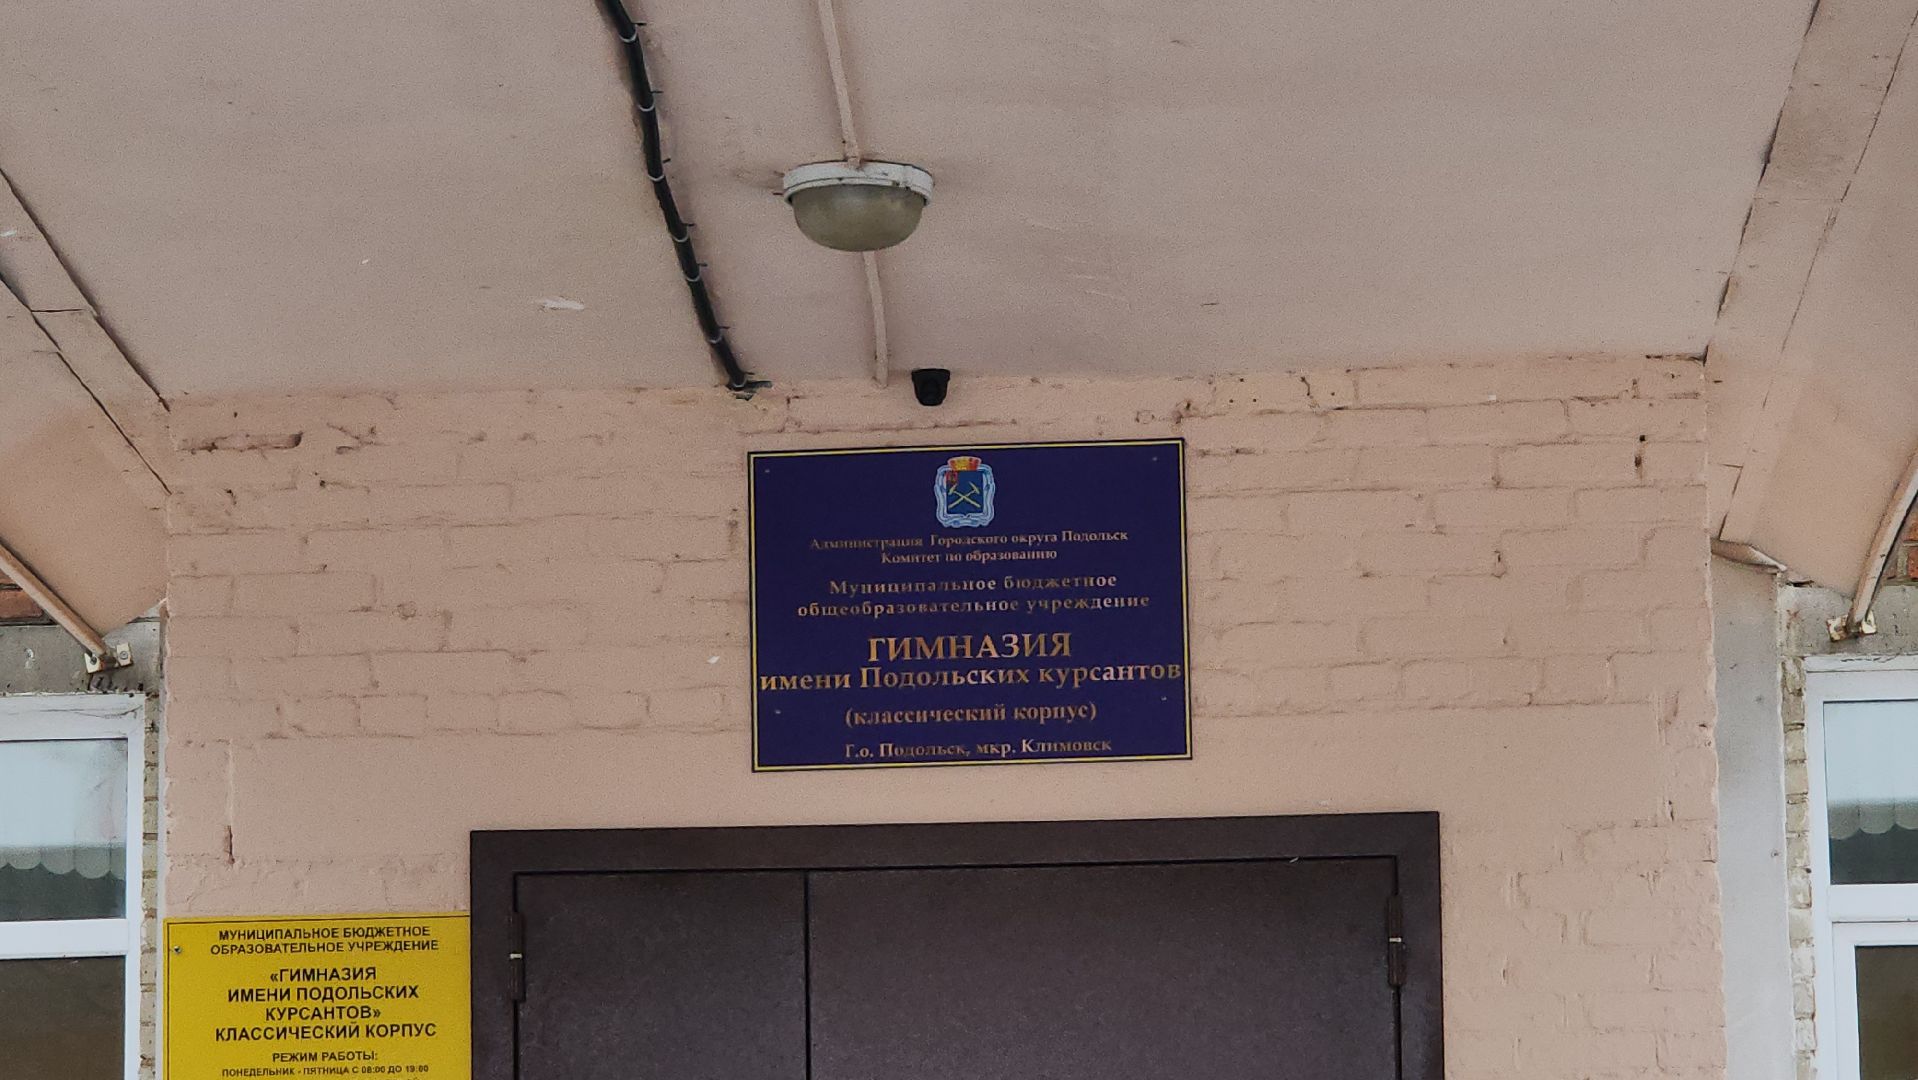 Администрация Городского округа Подольск
Комитет по образованию
Муниципальное бюджетное
общеобразовательное учреждение
ГИМНАЗИЯ
имени Подольских курсантов
(классический корпус)
Г.о. Подольск, мкр. Климовск
МУНИЦИПАЛЬНОЕ БЮДЖЕТНОЕ
ОБРАЗОВАТЕЛЬНОЕ УЧРЕЖДЕНИЕ
«ГИМНАЗИЯ
ИМЕНИ ПОДОЛЬСКИХ
КУРСАНТОВ»
КЛАССИЧЕСКИЙ КОРПУС
РЕЖИМ РАБОТЫ:
ПОНЕДЕЛЬНИК - ПЯТНИЦА С 08:00 ДО 19:00